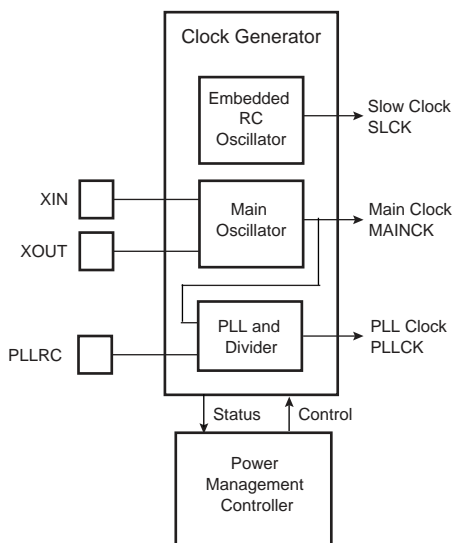 Clock Generator
Embedded
RC
Oscillator
Slow Clock
SLCK
XIN
XOUT
Main
Oscillator
Main Clock
MAINCK
PLLRC
PLL and
Divider
PLL Clock
PLLCK
Status
Control
Power
Management
Controller